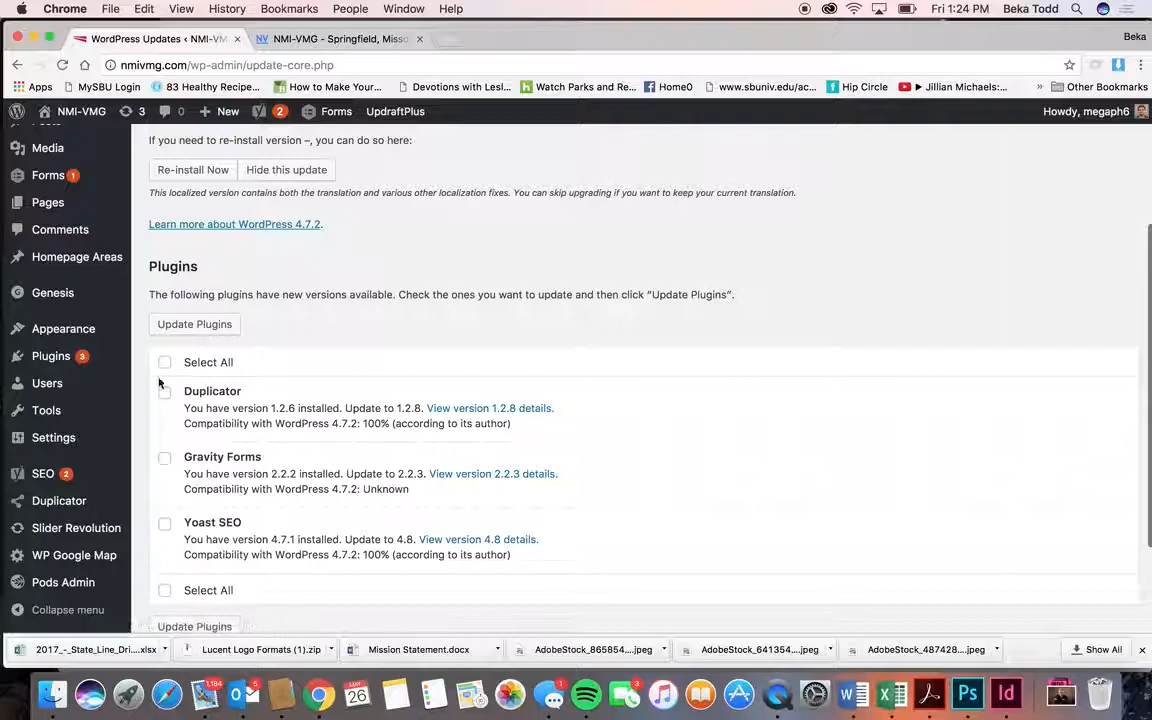 Chrome File Edit View History Bookmarks People Window Help Fri 1:24 PM Beka Todd
WordPress Updates ‹ NMI-VM NMI-VMG - Springfield, Misso Beka
nmivmg.com/wp-admin/update-core.php
Apps MySBU Login 83 Healthy Recipe... How to Make Your... Devotions with Lesl... Watch Parks and Re... Home0 www.sbuniv.edu/ac... Hip Circle Jillian Michaels:... » Other Bookmarks
NMI-VMG 3 0 New 2 Forms UpdraftPlus Howdy, megaph6
If you need to re-install version –, you can do so here:
Media
Re-install Now Hide this update
Forms 1
This localized version contains both the translation and various other localization fixes. You can skip upgrading if you want to keep your current translation.
Pages
Learn more about WordPress 4.7.2.
Comments
Homepage Areas
Plugins
Genesis
The following plugins have new versions available. Check the ones you want to update and then click “Update Plugins”.
Appearance
Update Plugins
Plugins 3
Select All
Users
Duplicator
Tools
You have version 1.2.6 installed. Update to 1.2.8. View version 1.2.8 details.
Compatibility with WordPress 4.7.2: 100% (according to its author)
Settings
Gravity Forms
SEO 2
You have version 2.2.2 installed. Update to 2.2.3. View version 2.2.3 details.
Compatibility with WordPress 4.7.2: Unknown
Duplicator
Yoast SEO
Slider Revolution
You have version 4.7.1 installed. Update to 4.8. View version 4.8 details.
Compatibility with WordPress 4.7.2: 100% (according to its author)
WP Google Map
Pods Admin
Select All
Collapse menu
Update Plugins
2017_-_State_Line_Dri....xlsx Lucent Logo Formats (1).zip Mission Statement.docx AdobeStock_865854....jpeg AdobeStock_641354....jpeg AdobeStock_487428....jpeg Show All
1,184 5 MAY 26 1 3 W X Ps Id